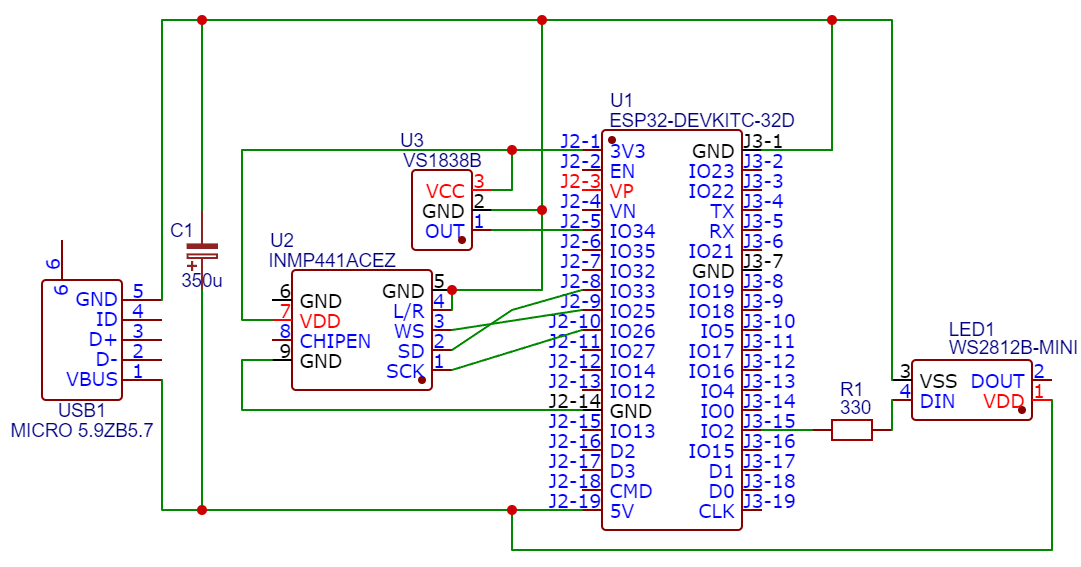 U1
ESP32-DEVKITC-32D
J2-1 3V3 GND J3-1
J2-2 EN IO23 J3-2
J2-3 VP IO22 J3-3
J2-4 VN TX J3-4
J2-5 IO34 RX J3-5
J2-6 IO35 IO21 J3-6
J2-7 IO32 GND J3-7
J2-8 IO33 IO19 J3-8
J2-9 IO25 IO18 J3-9
J2-10 IO26 IO5 J3-10
J2-11 IO27 IO17 J3-11
J2-12 IO14 IO16 J3-12
J2-13 IO12 IO4 J3-13
J2-14 GND IO0 J3-14
J2-15 IO13 IO2 J3-15
J2-16 D2 IO15 J3-16
J2-17 D3 D1 J3-17
J2-18 CMD D0 J3-18
J2-19 5V CLK J3-19
U3
VS1838B
VCC 3
GND 2
OUT 1
C1
+
350u
U2
INMP441ACEZ
6 GND GND 5
L/R 4
7 VDD WS 3
8 CHIPEN SD 2
9 GND SCK 1
6
6
GND 5
ID 4
D+ 3
D- 2
VBUS 1
USB1
MICRO 5.9ZB5.7
R1
330
LED1
WS2812B-MINI
3 VSS DOUT 2
4 DIN VDD 1